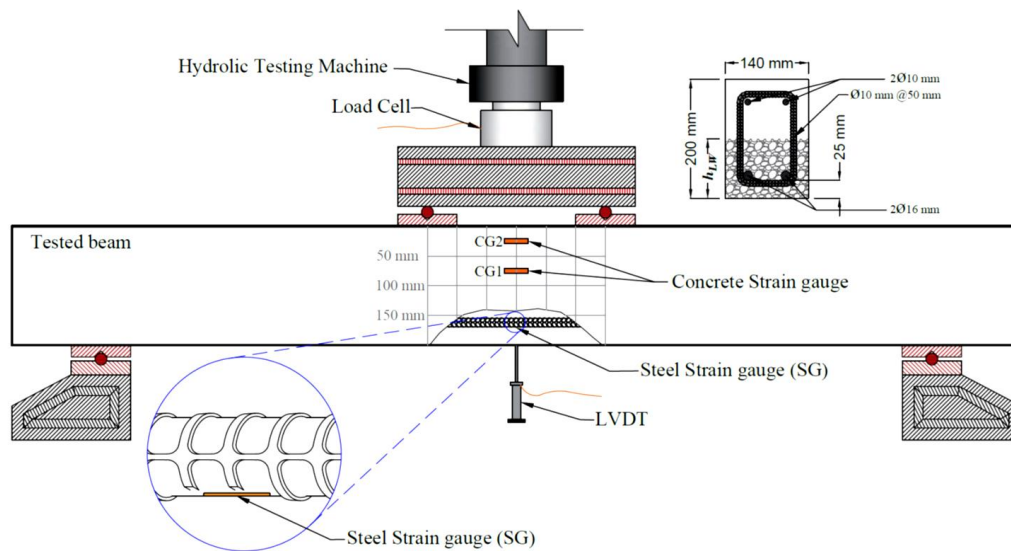 Hydrolic Testing Machine
Load Cell
140 mm
2Ø10 mm
Ø10 mm @50 mm
200 mm
h_LW
25 mm
2Ø16 mm
Tested beam
CG2
50 mm
CG1
100 mm
Concrete Strain gauge
150 mm
Steel Strain gauge (SG)
LVDT
Steel Strain gauge (SG)